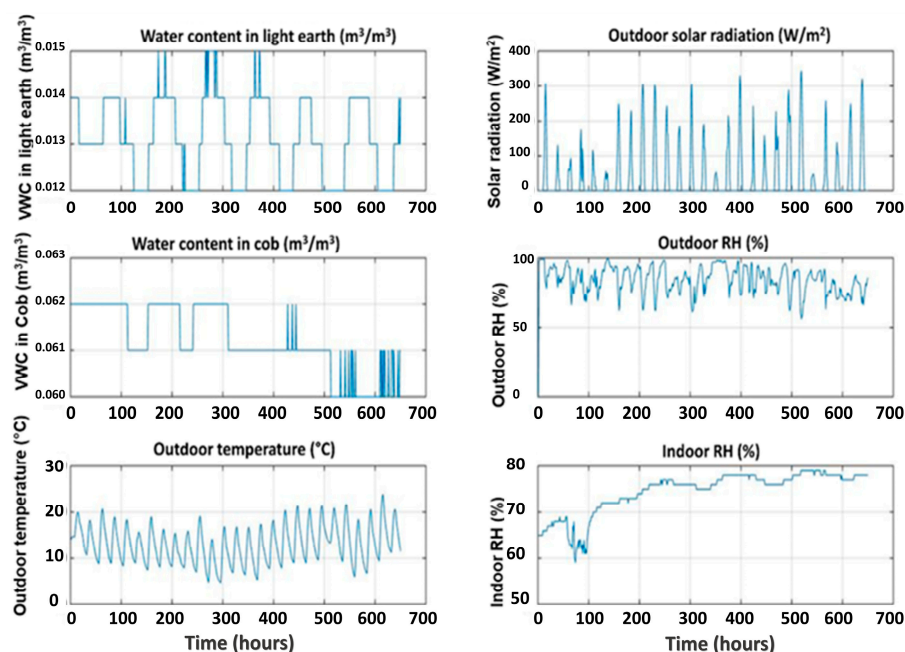 Water content in light earth (m³/m³)
VWC in light earth (m³/m³)
0.015
0.014
0.013
0.012
0 100 200 300 400 500 600 700
Outdoor solar radiation (W/m²)
Solar radiation (W/m²)
400
300
200
100
0
0 100 200 300 400 500 600 700
Water content in cob (m³/m³)
VWC in Cob (m³/m³)
0.063
0.062
0.061
0.060
0 100 200 300 400 500 600 700
Outdoor RH (%)
Outdoor RH (%)
100
50
0
0 100 200 300 400 500 600 700
Outdoor temperature (°C)
Outdoor temperature (°C)
30
20
10
0
0 100 200 300 400 500 600 700
Time (hours)
Indoor RH (%)
Indoor RH (%)
80
70
60
50
0 100 200 300 400 500 600 700
Time (hours)